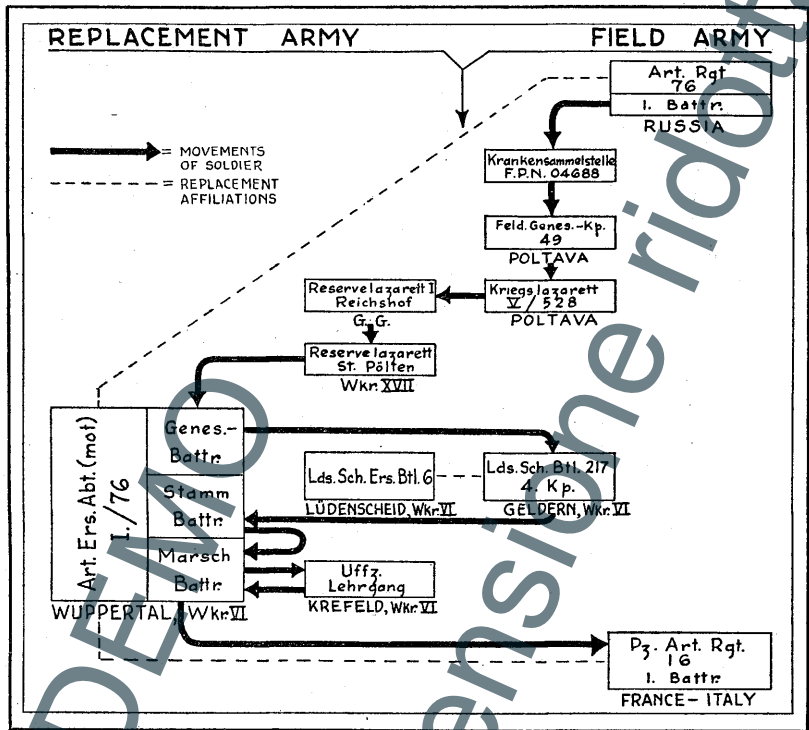 REPLACEMENT ARMY
FIELD ARMY
Art. Rgt
76
1. Battr.
RUSSIA
= MOVEMENTS
OF SOLDIER
= REPLACEMENT
AFFILIATIONS
Krankensammelstelle
F.P.N. 04688
Feld. Genes.-Kp.
49
POLTAVA
Kriegslazarett
V/528
POLTAVA
Reservelazarett I
Reichshof
G. G.
Reservelazarett
St. Pölten
Wkr. XVII
Art. Ers. Abt. (mot)
I./76
Genes.-
Battr.
Stamm
Battr.
Marsch
Battr.
WUPPERTAL, Wkr. VI
Lds. Sch. Ers. Btl. 6
LÜDENSCHEID, Wkr. VI
Lds. Sch. Btl. 217
4. Kp.
GELDERN, Wkr. VI
Uffz.
Lehrgang
KREFELD, Wkr. VI
Pz. Art. Rgt.
16
1. Battr.
FRANCE - ITALY
DEMO
ensione ridotta